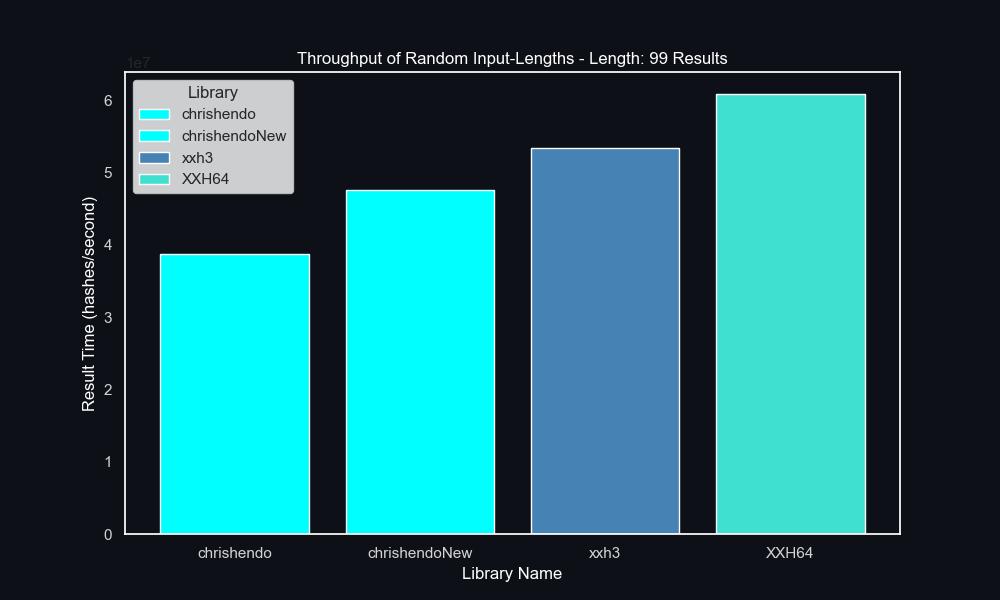 Throughput of Random Input-Lengths - Length: 99 Results
1e7
Library
chrishendo
chrishendoNew
xxh3
XXH64
Result Time (hashes/second)
6
5
4
3
2
1
0
chrishendo
chrishendoNew
xxh3
XXH64
Library Name